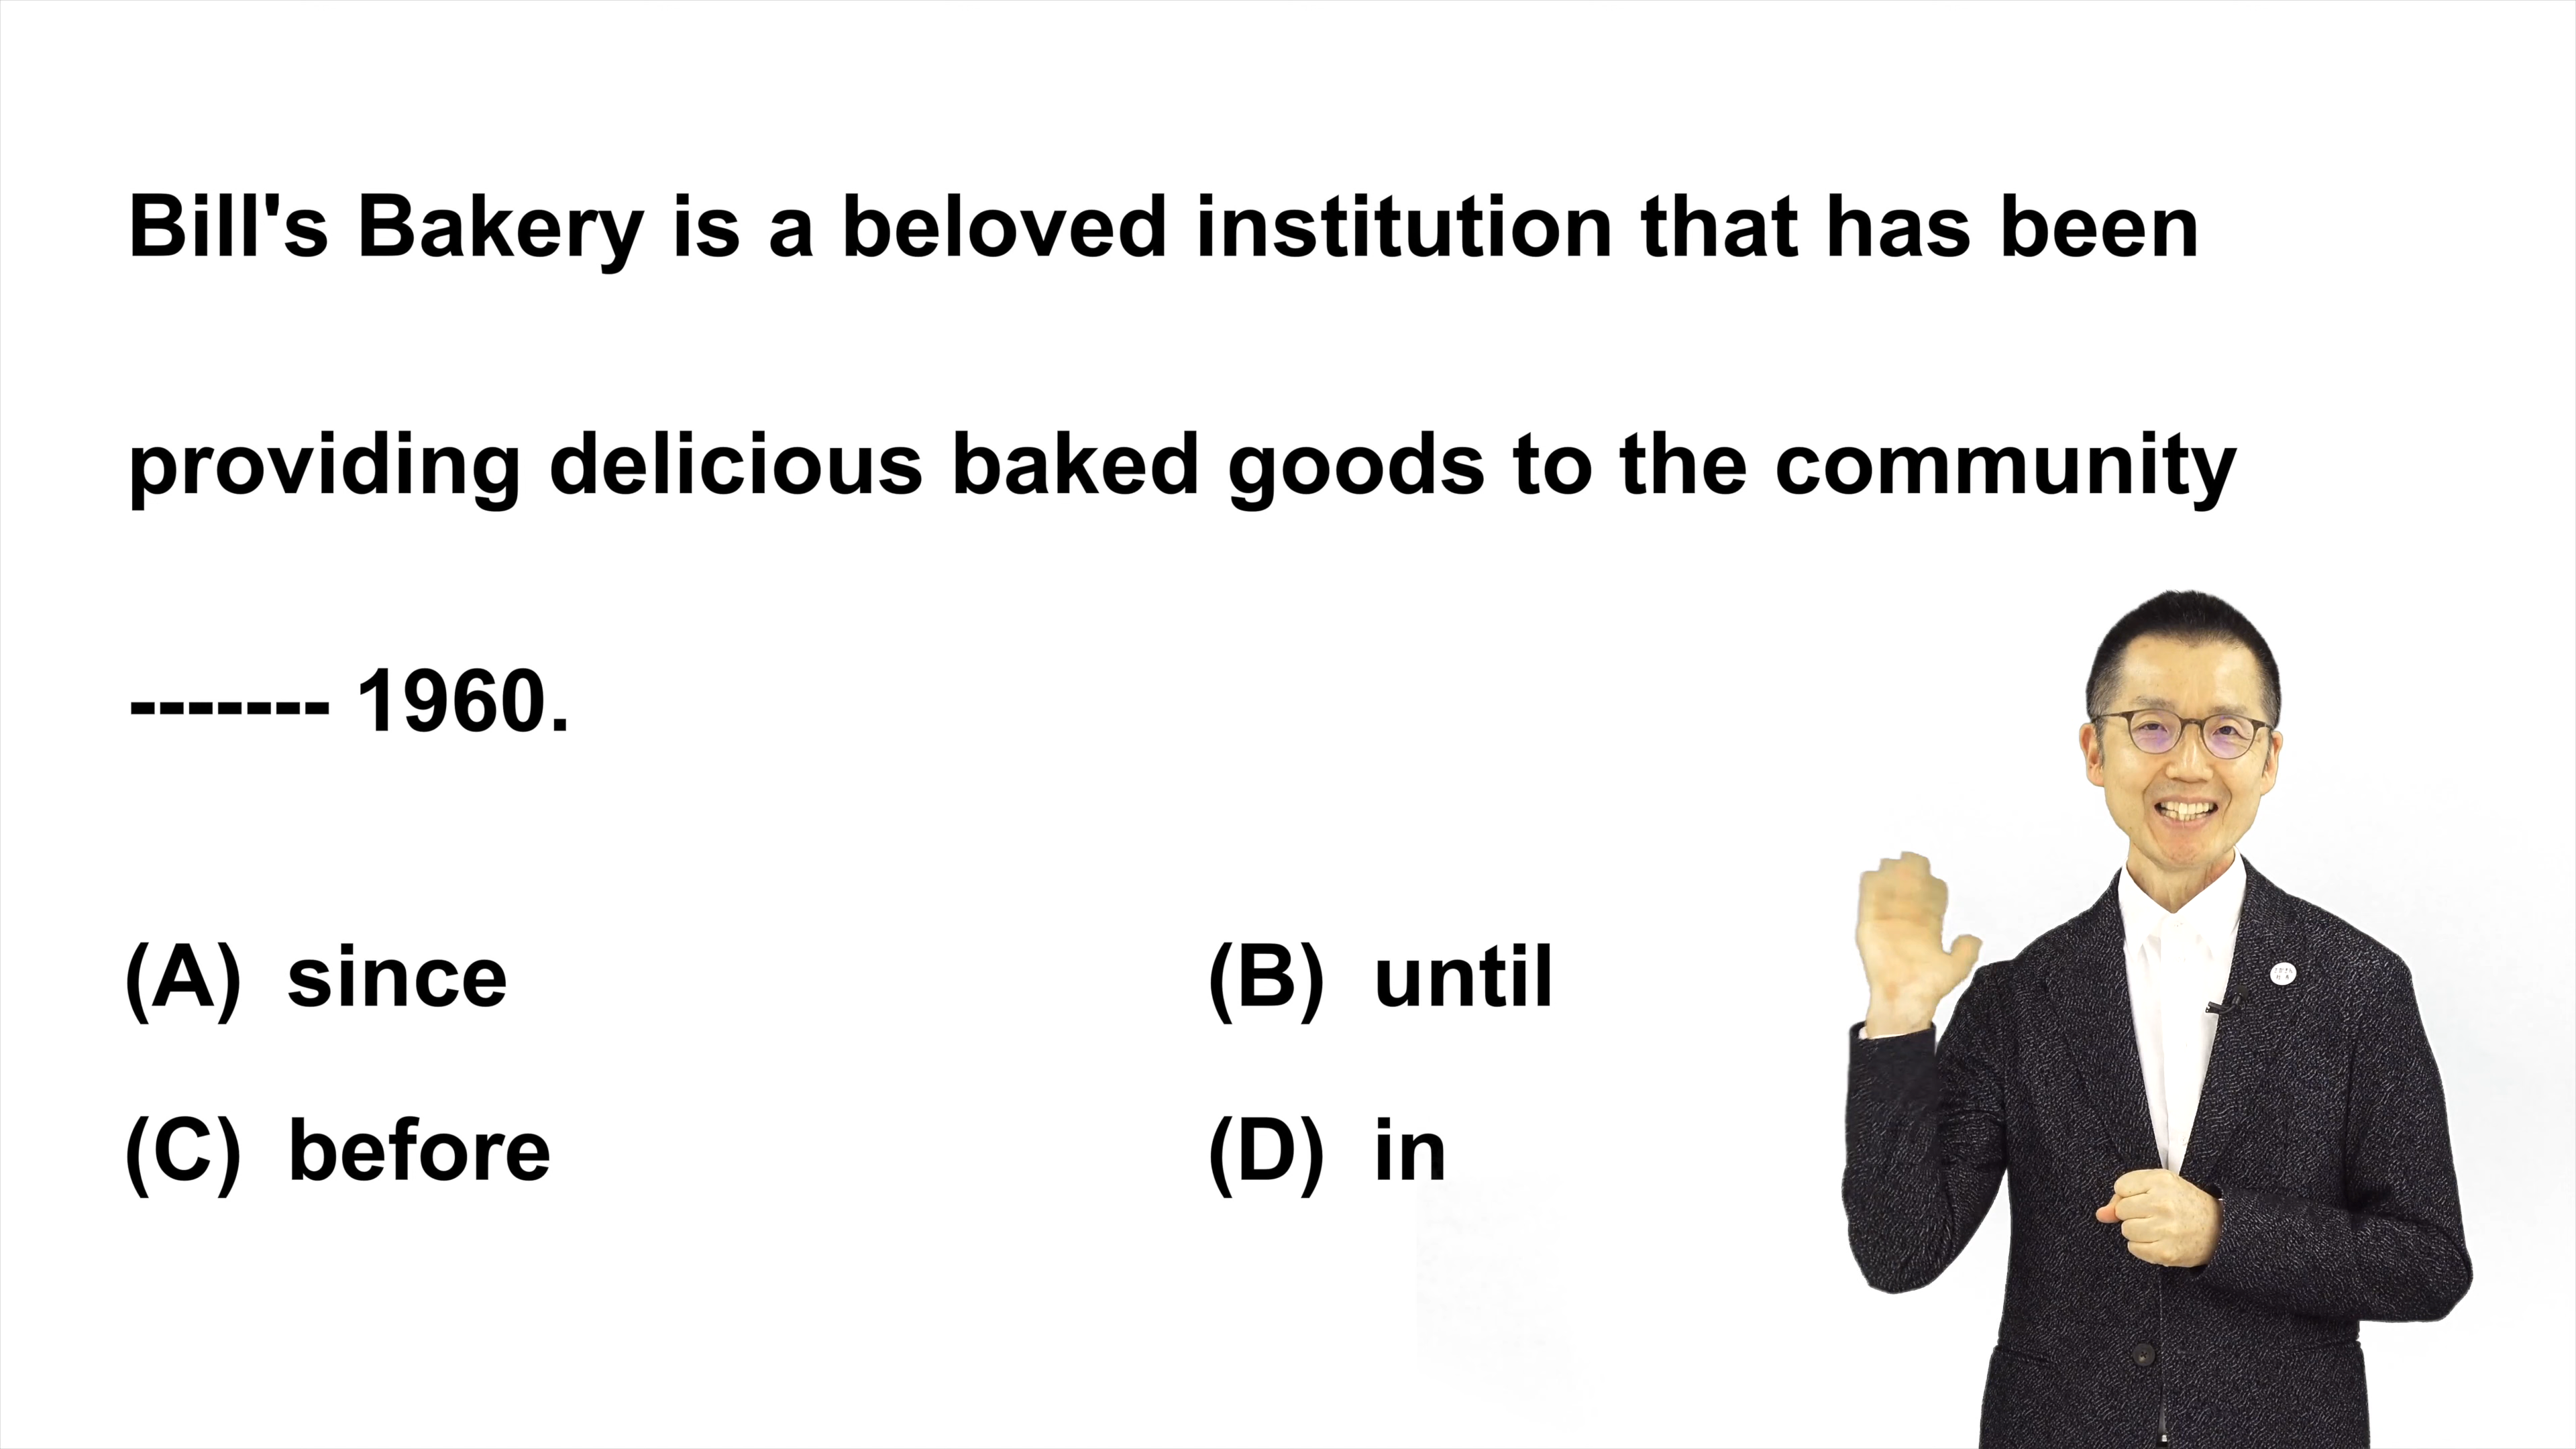 Bill's Bakery is a beloved institution that has been
providing delicious baked goods to the community
------- 1960.
(A) since
(B) until
(C) before
(D) in